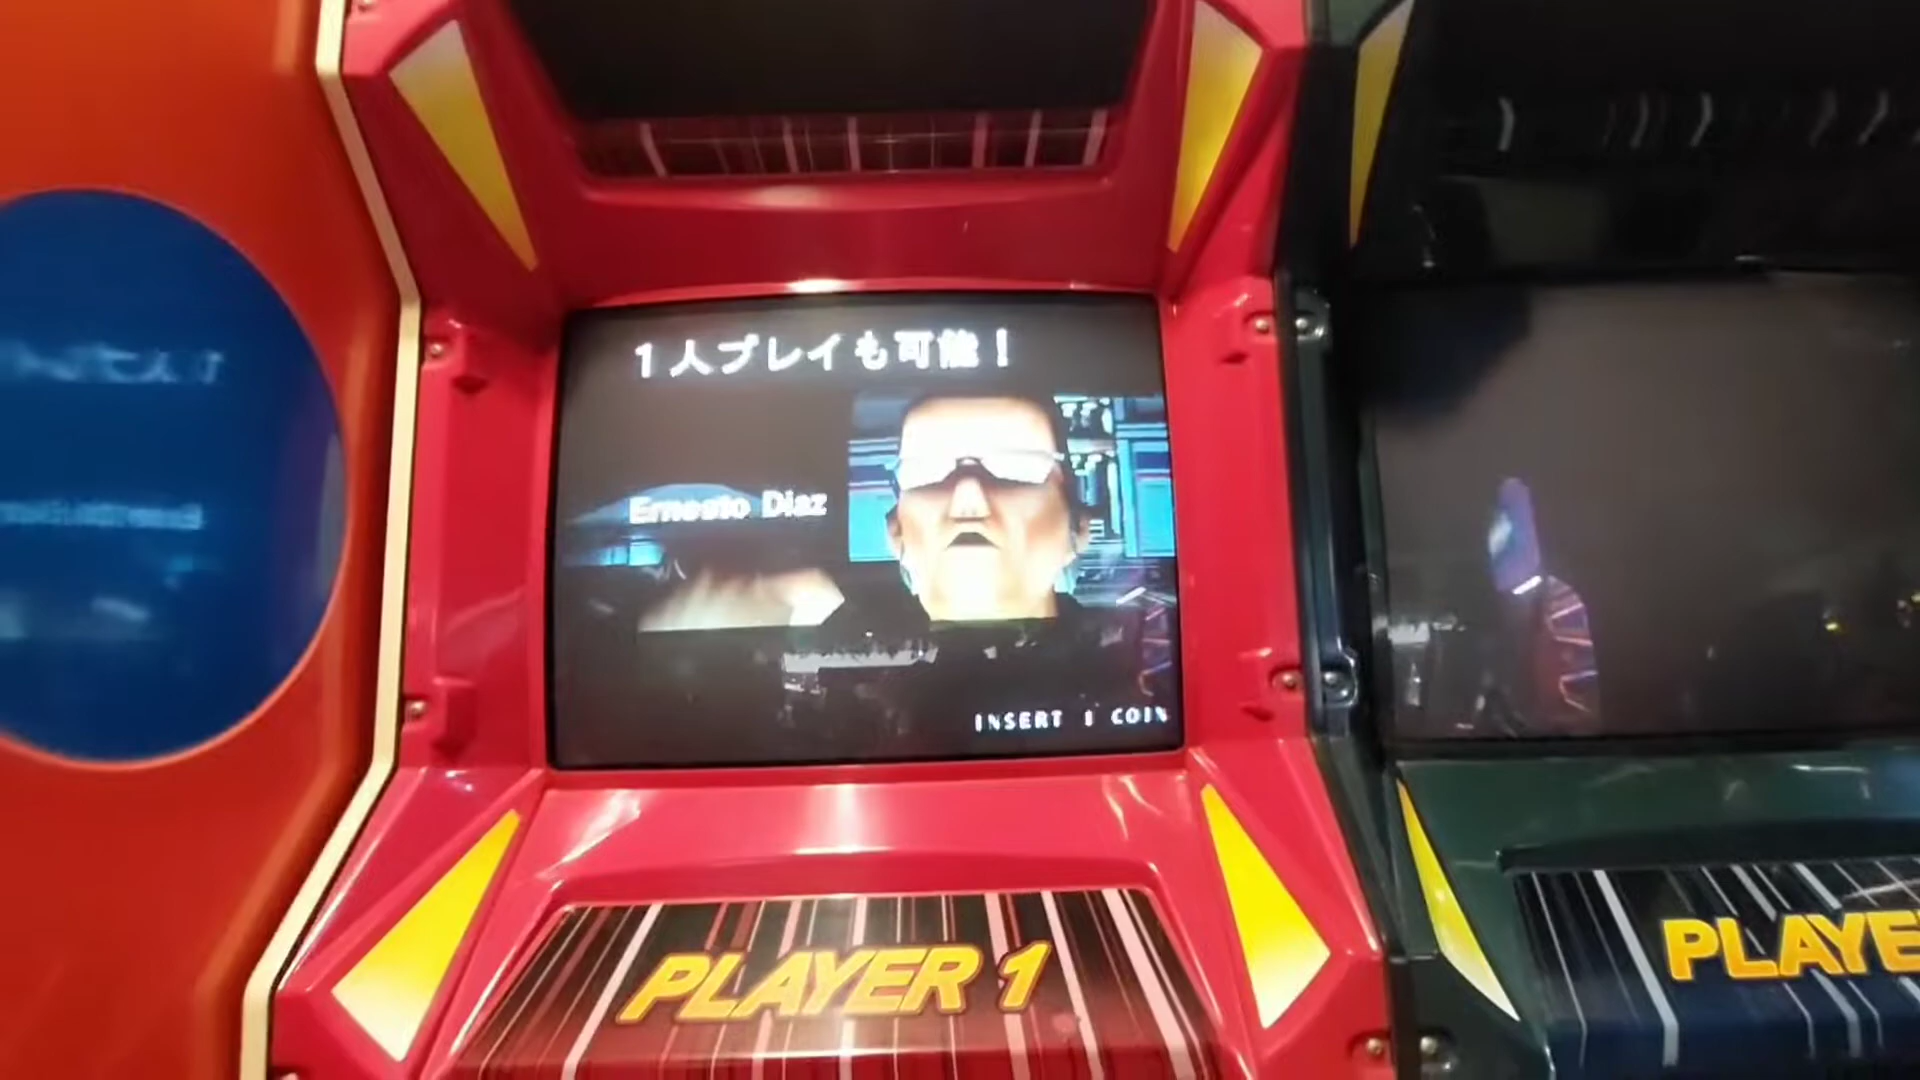 1人プレイも可能！
Ernesto Diaz
INSERT 1 COIN
PLAYER 1
PLAYE